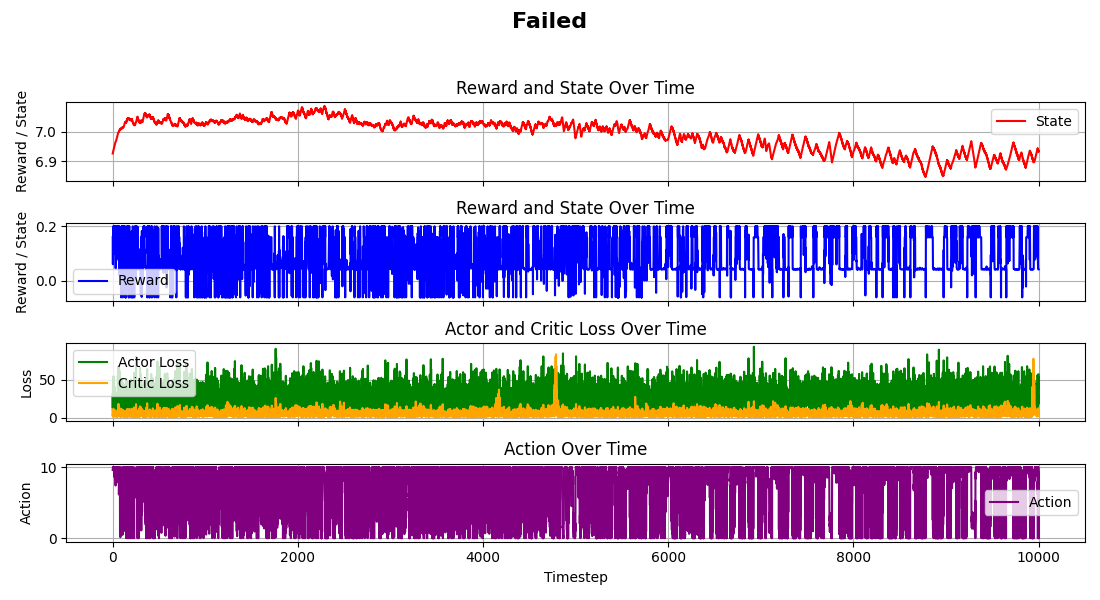 Failed
Reward and State Over Time
Reward / State
7.0
6.9
State
Reward and State Over Time
Reward / State
0.2
0.0
Reward
Actor and Critic Loss Over Time
Loss
50
0
Actor Loss
Critic Loss
Action Over Time
Action
10
0
Action
0 2000 4000 6000 8000 10000
Timestep